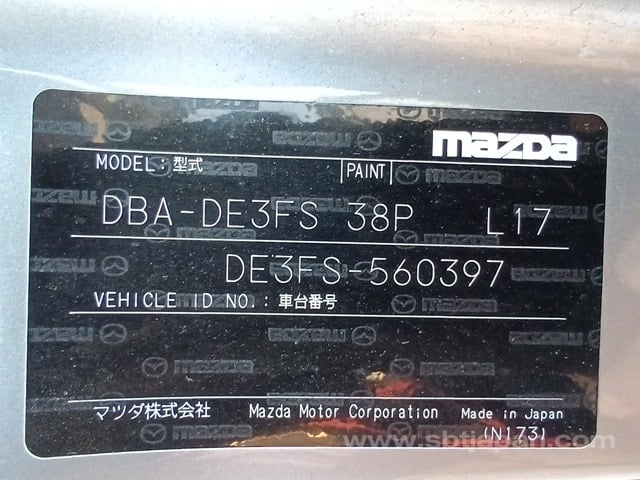 mazda
MODEL:型式 PAINT
DBA-DE3FS 38P L17
DE3FS-560397
VEHICLE ID NO.: 車台番号
マツダ株式会社 Mazda Motor Corporation Made in Japan
(N173)
www.sbtjapan.com